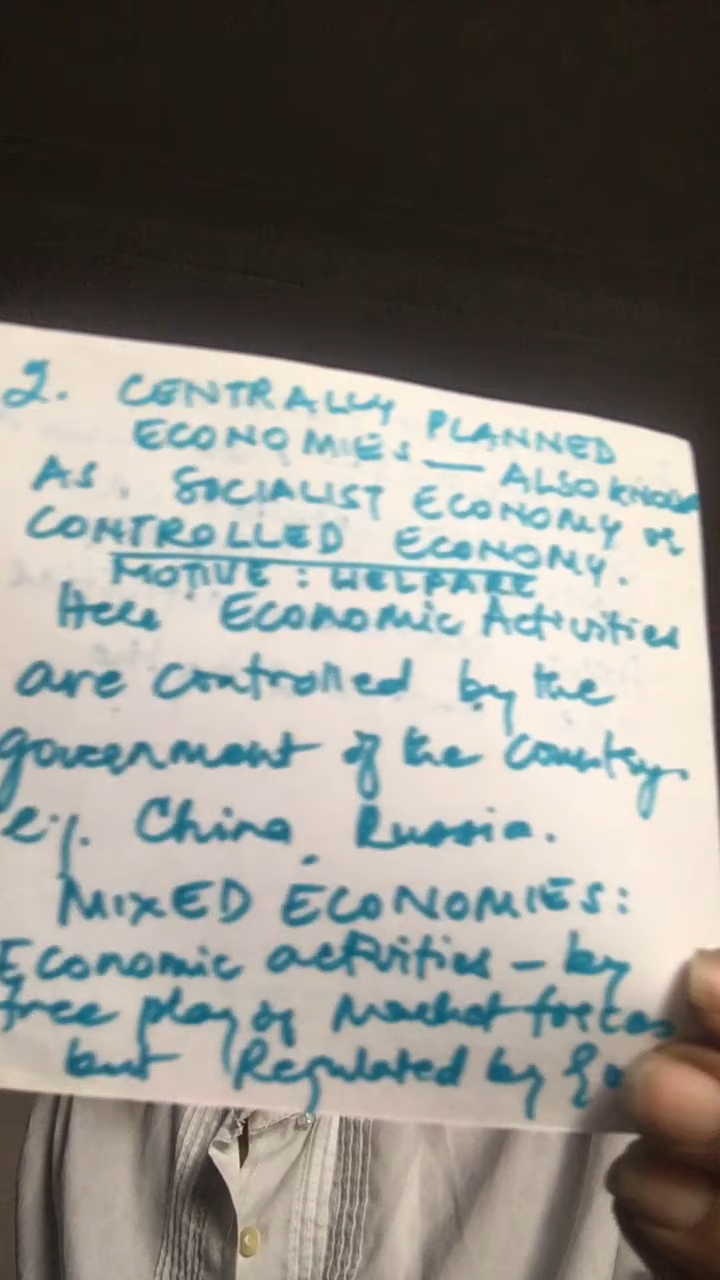 2. CENTRALLY PLANNED
ECONOMIES — ALSO KNOWN
AS SOCIALIST ECONOMY or
CONTROLLED ECONOMY.
MOTIVE : WELFARE
Here Economic Activities
are controlled by the
government of the country.
e.g. China, Russia.
MIXED ECONOMIES:
Economic activities - by
free play of Market forces
but Regulated by